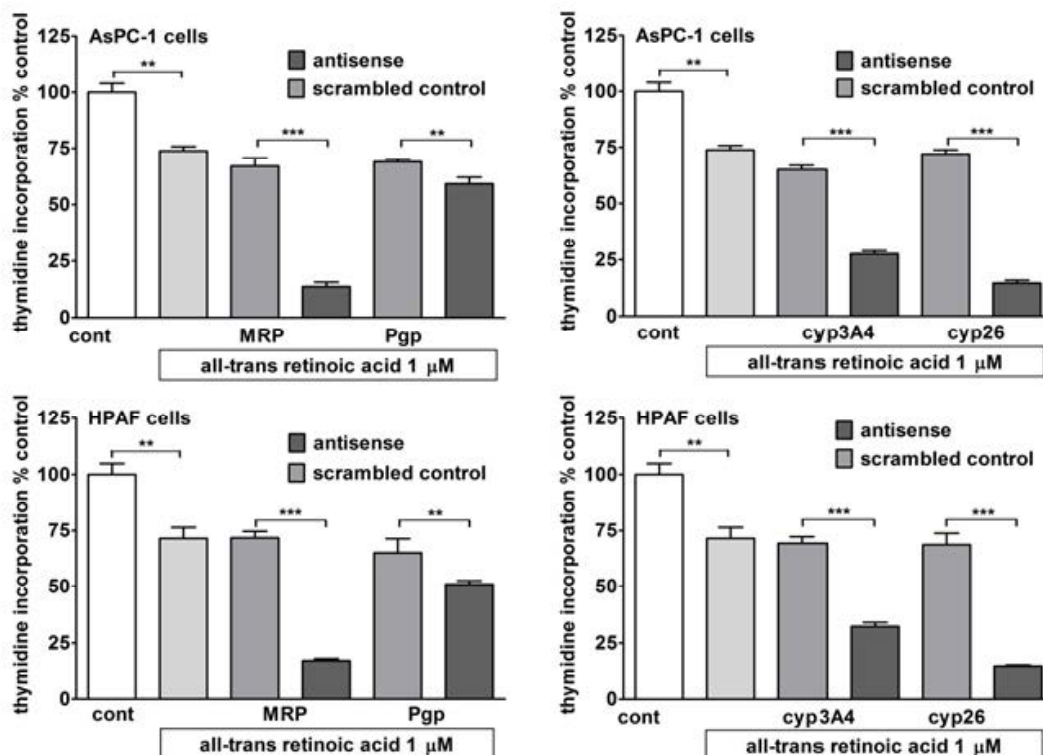 AsPC-1 cells
antisense
scrambled control
thymidine incorporation % control
125
100
75
50
25
0
**
***
**
cont
MRP
Pgp
all-trans retinoic acid 1 μM
AsPC-1 cells
antisense
scrambled control
thymidine incorporation % control
125
100
75
50
25
0
**
***
***
cont
cyp3A4
cyp26
all-trans retinoic acid 1 μM
HPAF cells
antisense
scrambled control
thymidine incorporation % control
125
100
75
50
25
0
**
***
**
cont
MRP
Pgp
all-trans retinoic acid 1 μM
HPAF cells
antisense
scrambled control
thymidine incorporation % control
125
100
75
50
25
0
**
***
***
cont
cyp3A4
cyp26
all-trans retinoic acid 1 μM